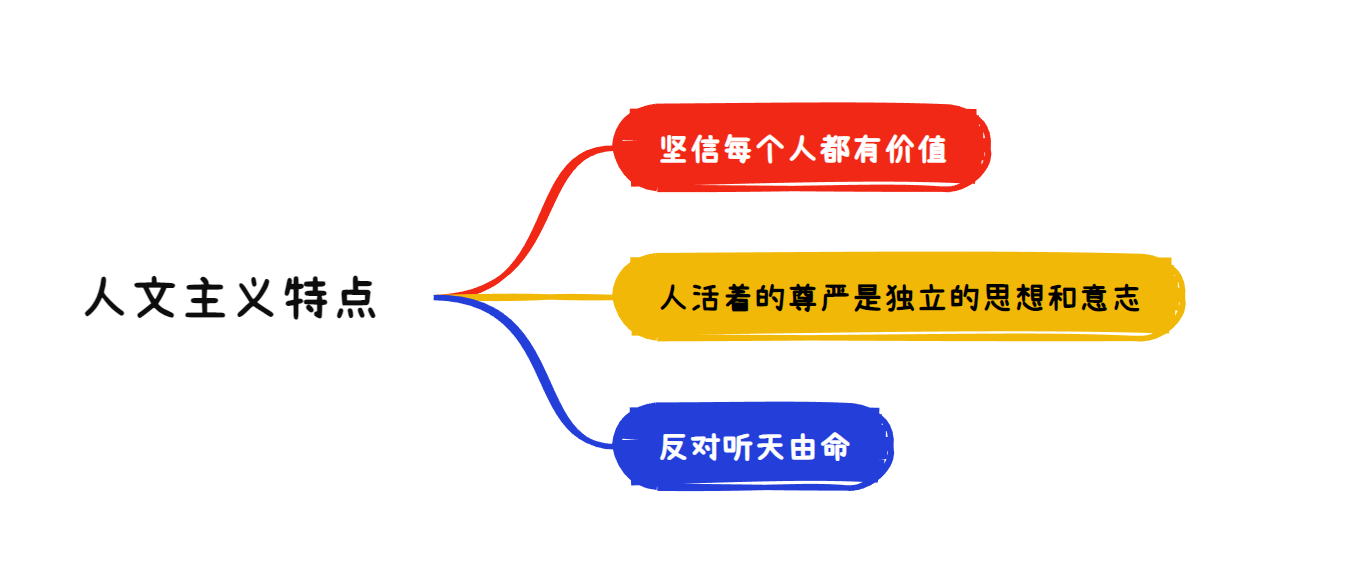 人文主义特点
坚信每个人都有价值
人活着的尊严是独立的思想和意志
反对听天由命